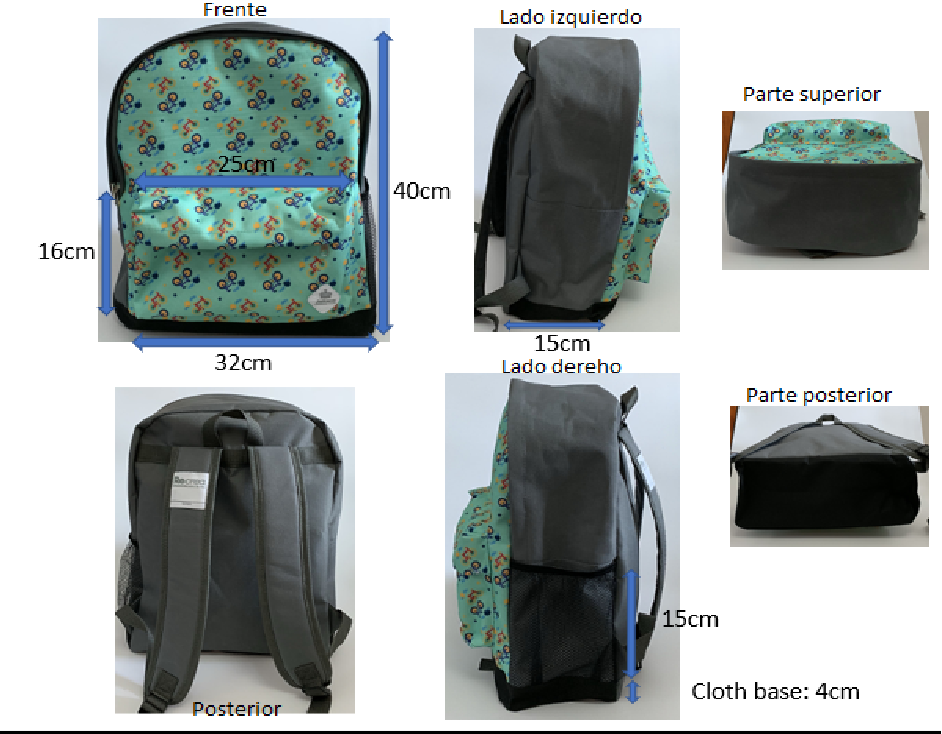 Frente
Lado izquierdo
Parte superior
25cm
40cm
16cm
32cm
15cm
Lado dereho
Parte posterior
15cm
Cloth base: 4cm
Posterior